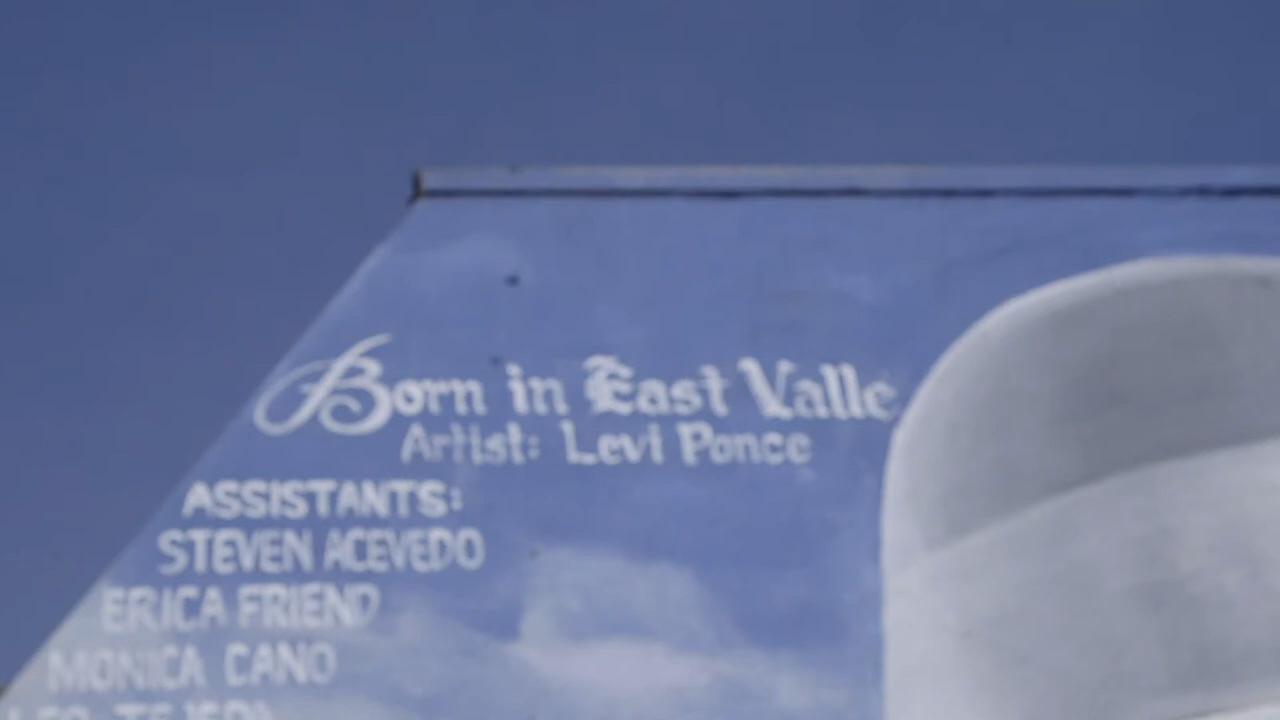 Born in East Valle
Artist: Levi Ponce
ASSISTANTS:
STEVEN ACEVEDO
ERICA FRIEND
MONICA CANO